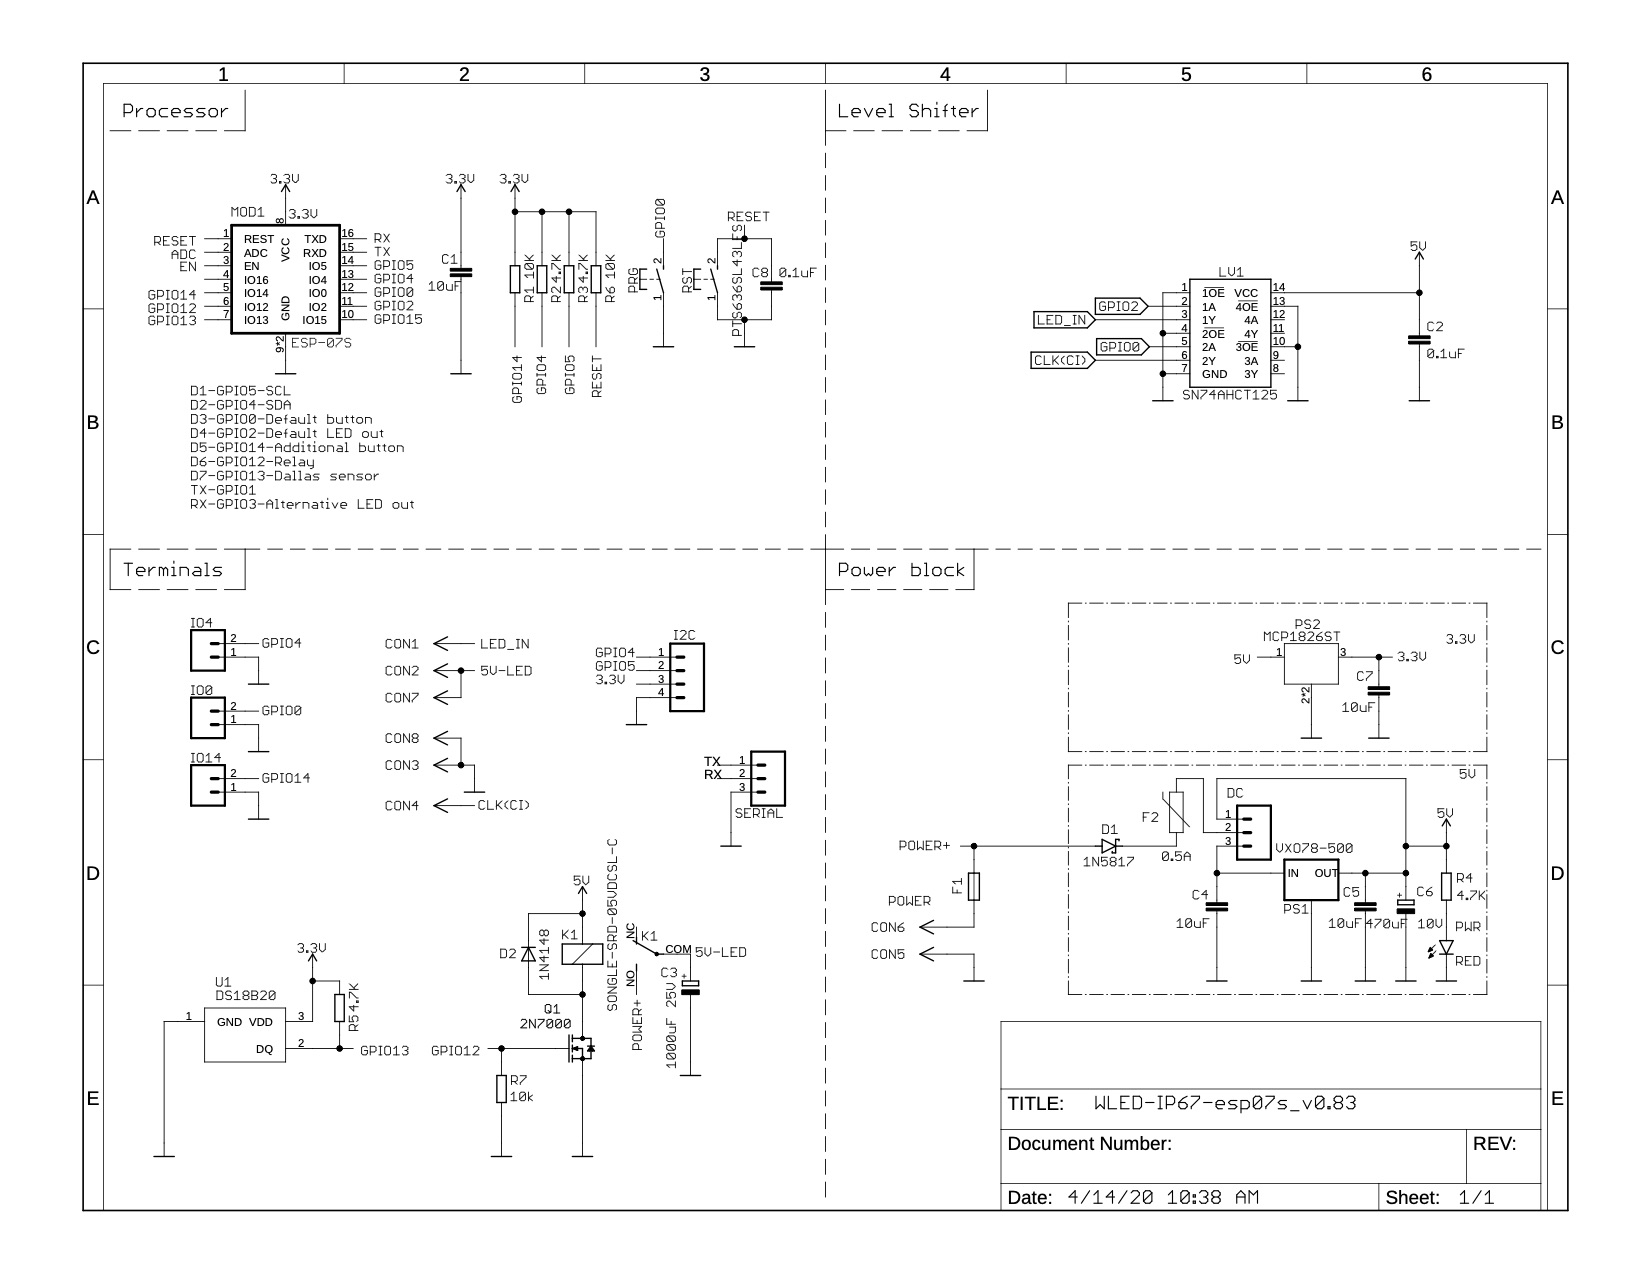 1 2 3 4 5 6
A A
B B
C C
D D
E E
Processor
3.3V
MOD1 3.3V
8
RESET 1 REST TXD 16 RX
ADC 2 ADC VCC RXD 15 TX
EN 3 EN IO5 14 GPIO5
4 IO16 IO4 13 GPIO4
GPIO14 5 IO14 IO0 12 GPIO0
GPIO12 6 IO12 GND IO2 11 GPIO2
GPIO13 7 IO13 IO15 10 GPIO15
9*2
ESP-07S
D1-GPIO5-SCL
D2-GPIO4-SDA
D3-GPIO0-Default button
D4-GPIO2-Default LED out
D5-GPIO14-Additional button
D6-GPIO12-Relay
D7-GPIO13-Dallas sensor
TX-GPIO1
RX-GPIO3-Alternative LED out
3.3V
C1
10uF
3.3V
R1 10K
R2 4.7K
R3 4.7K
R6 10K
GPIO14
GPIO4
GPIO5
RESET
GPIO0
PRG
1 2
RESET
RST
1 2
PTS636SL43LFS
C8 0.1uF
Level Shifter
LV1
1 1OE VCC 14
GPIO2 2 1A 4OE 13
LED_IN 3 1Y 4A 12
4 2OE 4Y 11
GPIO0 5 2A 3OE 10
CLK(CI) 6 2Y 3A 9
7 GND 3Y 8
SN74AHCT125
5V
C2
0.1uF
Terminals
IO4
2 GPIO4
1
IO0
2 GPIO0
1
IO14
2 GPIO14
1
CON1 LED_IN
CON2 5V-LED
CON7
CON8
CON3
CON4 CLK(CI)
I2C
GPIO4 1
GPIO5 2
3.3V 3
4
TX 1
RX 2
3
SERIAL
U1
DS18B20
1 GND VDD 3
DQ 2
3.3V
R5 4.7K
GPIO13
GPIO12
R7
10k
Q1
2N7000
5V
D2
1N4148
K1
SONGLE-SRD-05VDCSL-C
NC
K1
COM 5V-LED
NO
POWER+
C3
+
1000uF 25V
Power block
PS2
MCP1826ST
3.3V
5V 1 3 3.3V
2*2
C7
10uF
5V
POWER+
F1
POWER
CON6
CON5
D1
1N5817
F2
0.5A
DC
1
2
3
VXO78-500
IN OUT
PS1
C4
10uF
C5
10uF
C6
+
470uF 10V
5V
R4
4.7K
PWR
RED
TITLE: WLED-IP67-esp07s_v0.83
Document Number: REV:
Date: 4/14/20 10:38 AM Sheet: 1/1